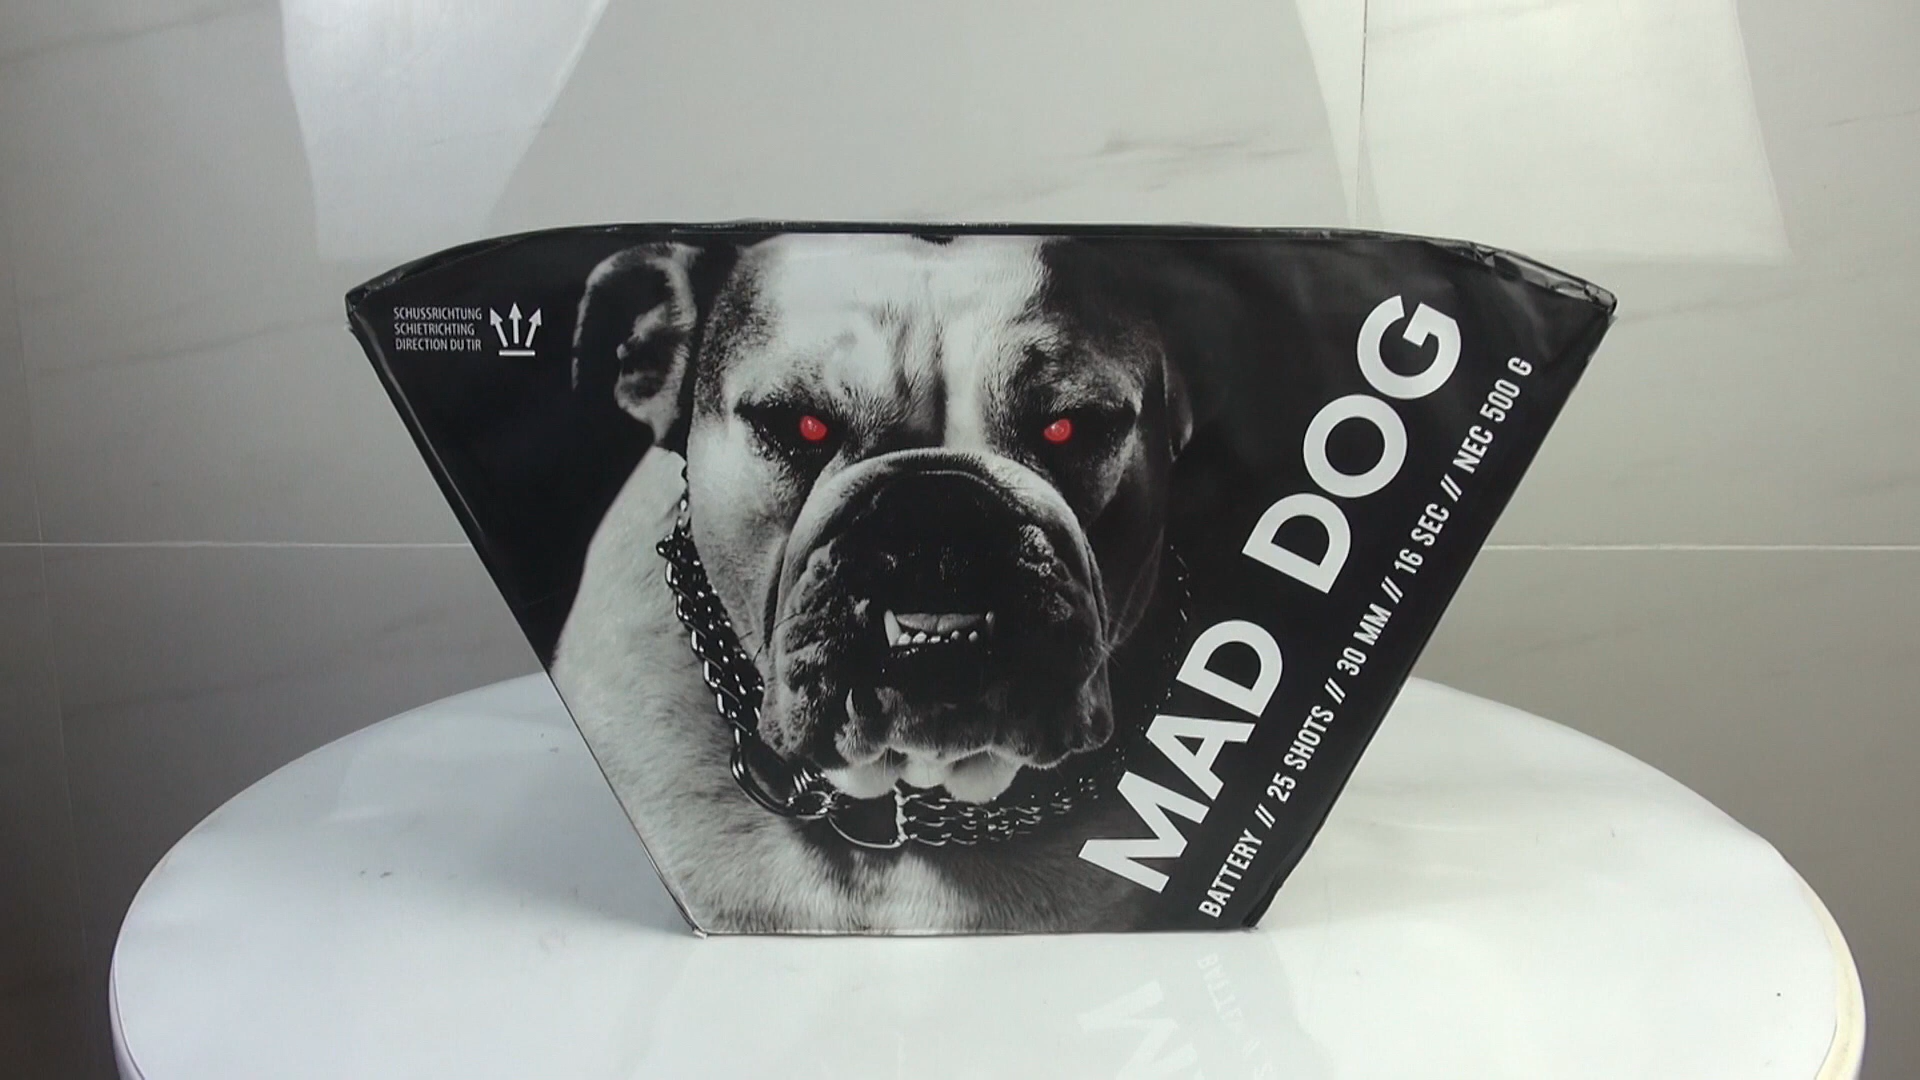 SCHUSSRICHTUNG
SCHIETRICHTING
DIRECTION DU TIR
MAD DOG
BATTERY // 25 SHOTS // 30 MM // 16 SEC // NEC 500 G